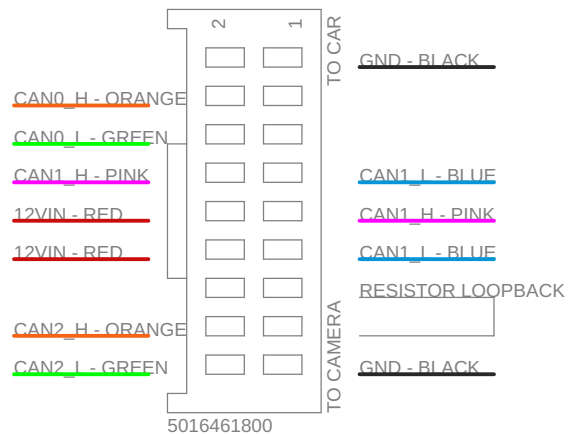 2 1
TO CAR
GND - BLACK
CAN0_H - ORANGE
CAN0_L - GREEN
CAN1_H - PINK
CAN1_L - BLUE
12VIN - RED
CAN1_H - PINK
12VIN - RED
CAN1_L - BLUE
RESISTOR LOOPBACK
CAN2_H - ORANGE
CAN2_L - GREEN
GND - BLACK
TO CAMERA
5016461800